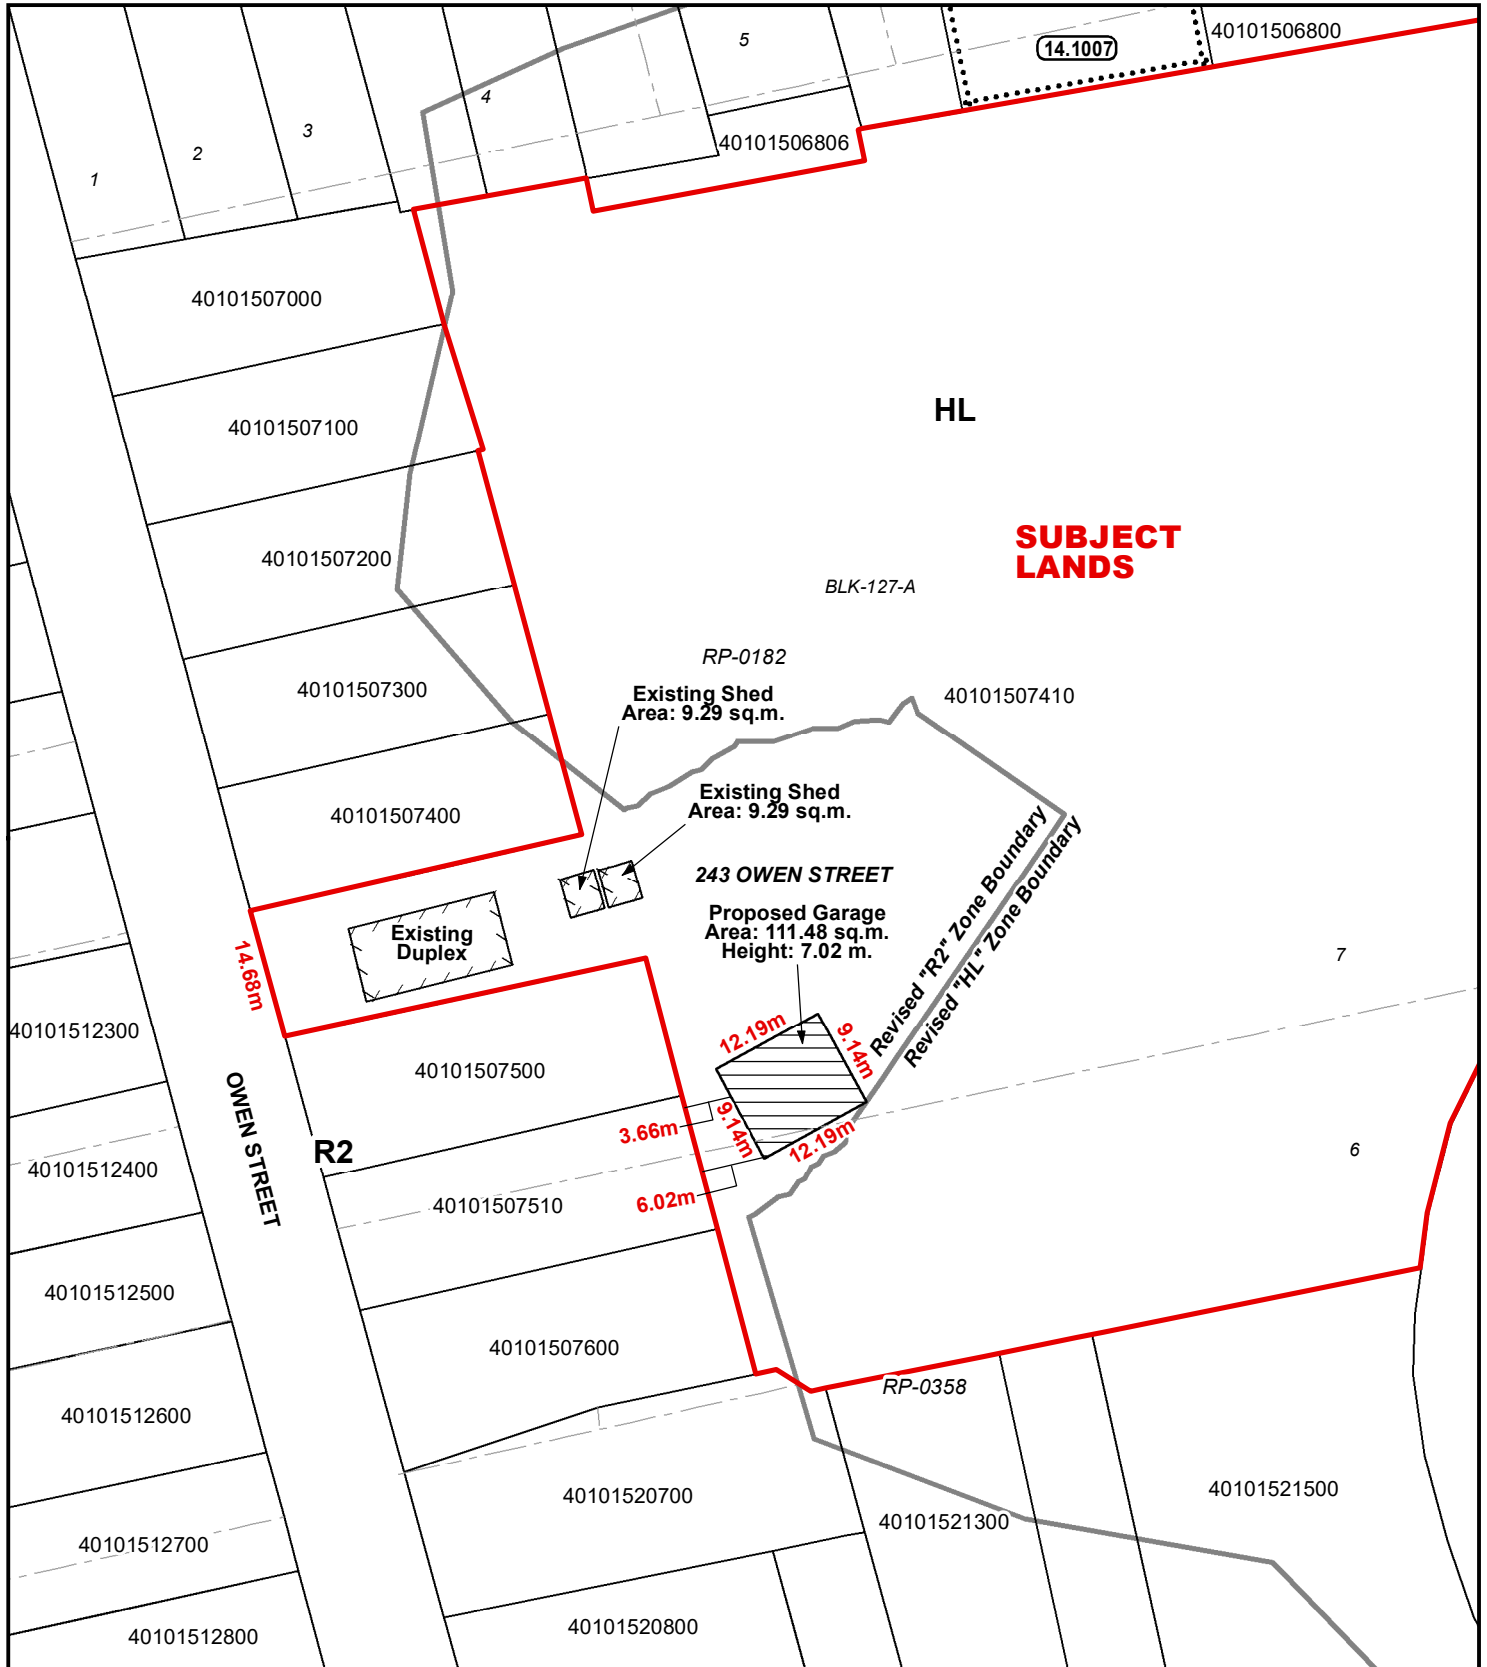 5
14.1007
40101506800
4
3
2
1
40101506806
40101507000
40101507100
HL
SUBJECT
LANDS
40101507200
BLK-127-A
RP-0182
40101507300
Existing Shed
Area: 9.29 sq.m.
40101507410
40101507400
Existing Shed
Area: 9.29 sq.m.
243 OWEN STREET
Proposed Garage
Area: 111.48 sq.m.
Height: 7.02 m.
Revised "R2" Zone Boundary
Revised "HL" Zone Boundary
Existing
Duplex
14.68m
7
40101512300
12.19m
9.14m
40101507500
9.14m
12.19m
3.66m
OWEN STREET
R2
6
40101512400
40101507510
6.02m
40101512500
40101507600
RP-0358
40101512600
40101520700
40101521500
40101521300
40101512700
40101520800
40101512800